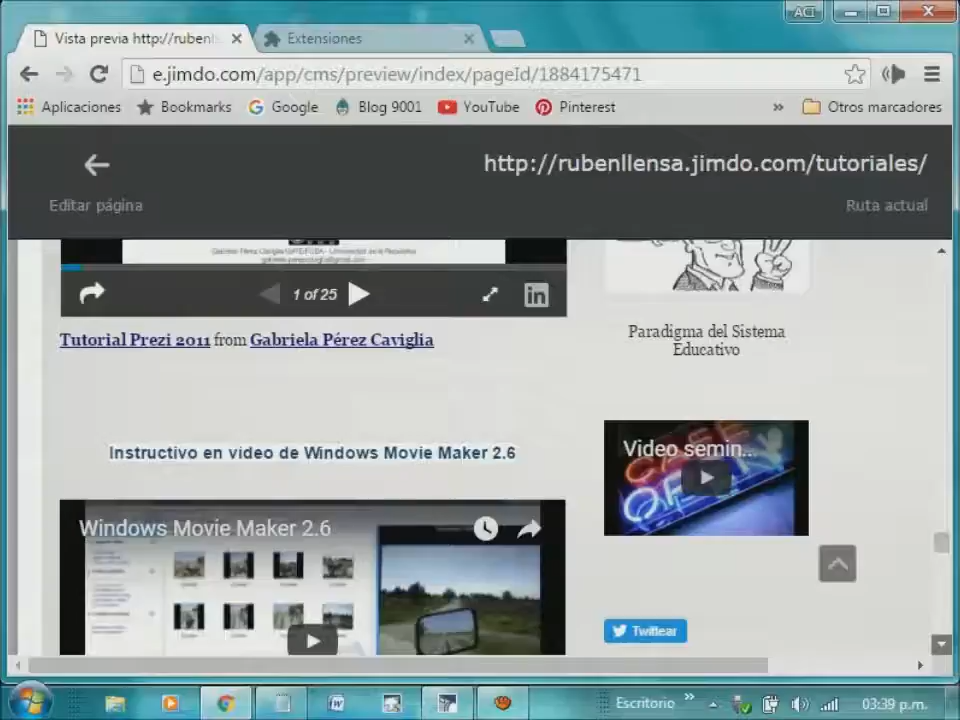 ACT
Vista previa http://rubenl
Extensiones
e.jimdo.com/app/cms/preview/index/pageId/1884175471
Aplicaciones
Bookmarks
Google
Blog 9001
YouTube
Pinterest
»
Otros marcadores
http://rubenllensa.jimdo.com/tutoriales/
Editar página
Ruta actual
1 of 25
in
Tutorial Prezi 2011 from Gabriela Pérez Caviglia
Paradigma del Sistema
Educativo
Instructivo en video de Windows Movie Maker 2.6
Video semin...
Windows Movie Maker 2.6
Twittear
Escritorio
»
03:39 p.m.